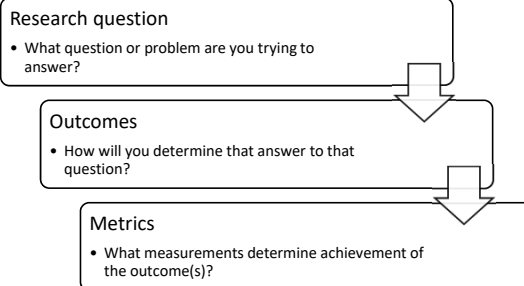 Research question
• What question or problem are you trying to
answer?
Outcomes
• How will you determine that answer to that
question?
Metrics
• What measurements determine achievement of
the outcome(s)?